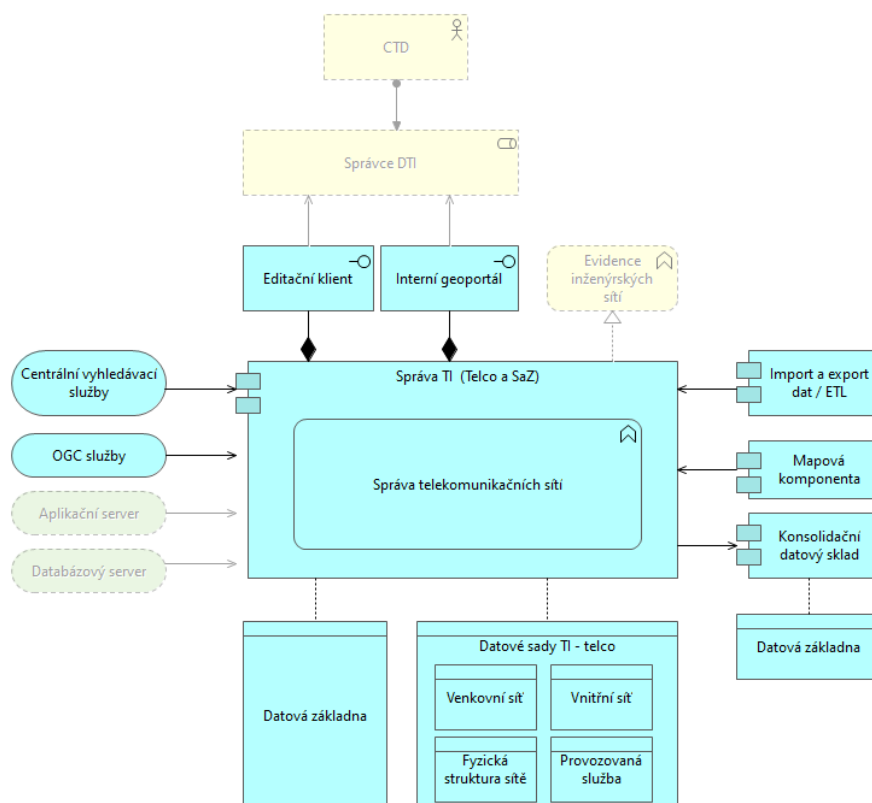 CTD
Správce DTI
Editační klient
Interní geoportál
Evidence
inženýrských
sítí
Centrální vyhledávací
služby
Správa TI (Telco a SaZ)
Import a export
dat / ETL
OGC služby
Správa telekomunikačních sítí
Mapová
komponenta
Aplikační server
Konsolidační
datový sklad
Databázový server
Datová základna
Datové sady TI - telco
Datová základna
Venkovní síť
Vnitřní síť
Fyzická
struktura sítě
Provozovaná
služba